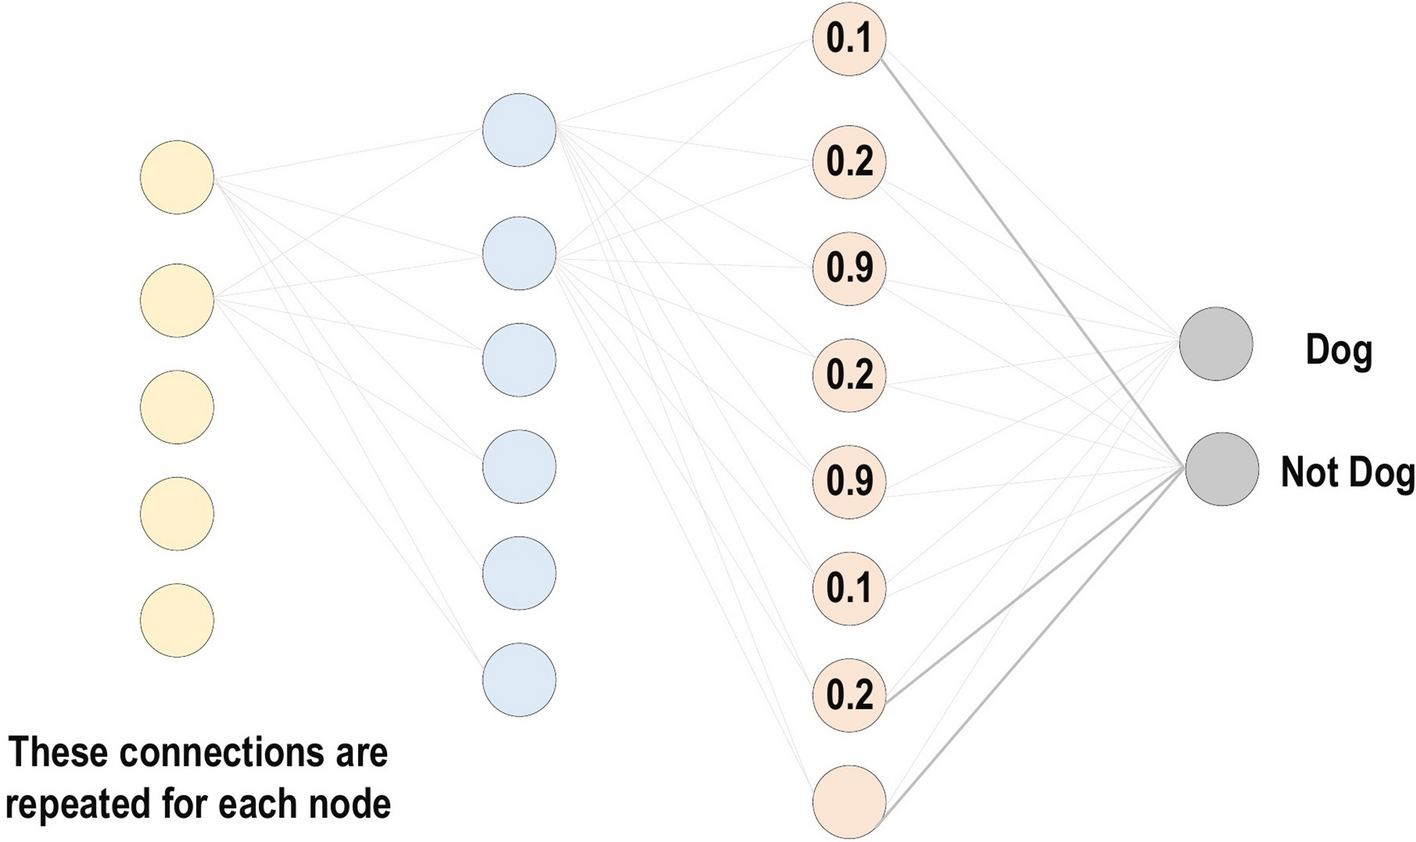 0.1
0.2
0.9
0.2
0.9
0.1
0.2
Dog
Not Dog
These connections are
repeated for each node